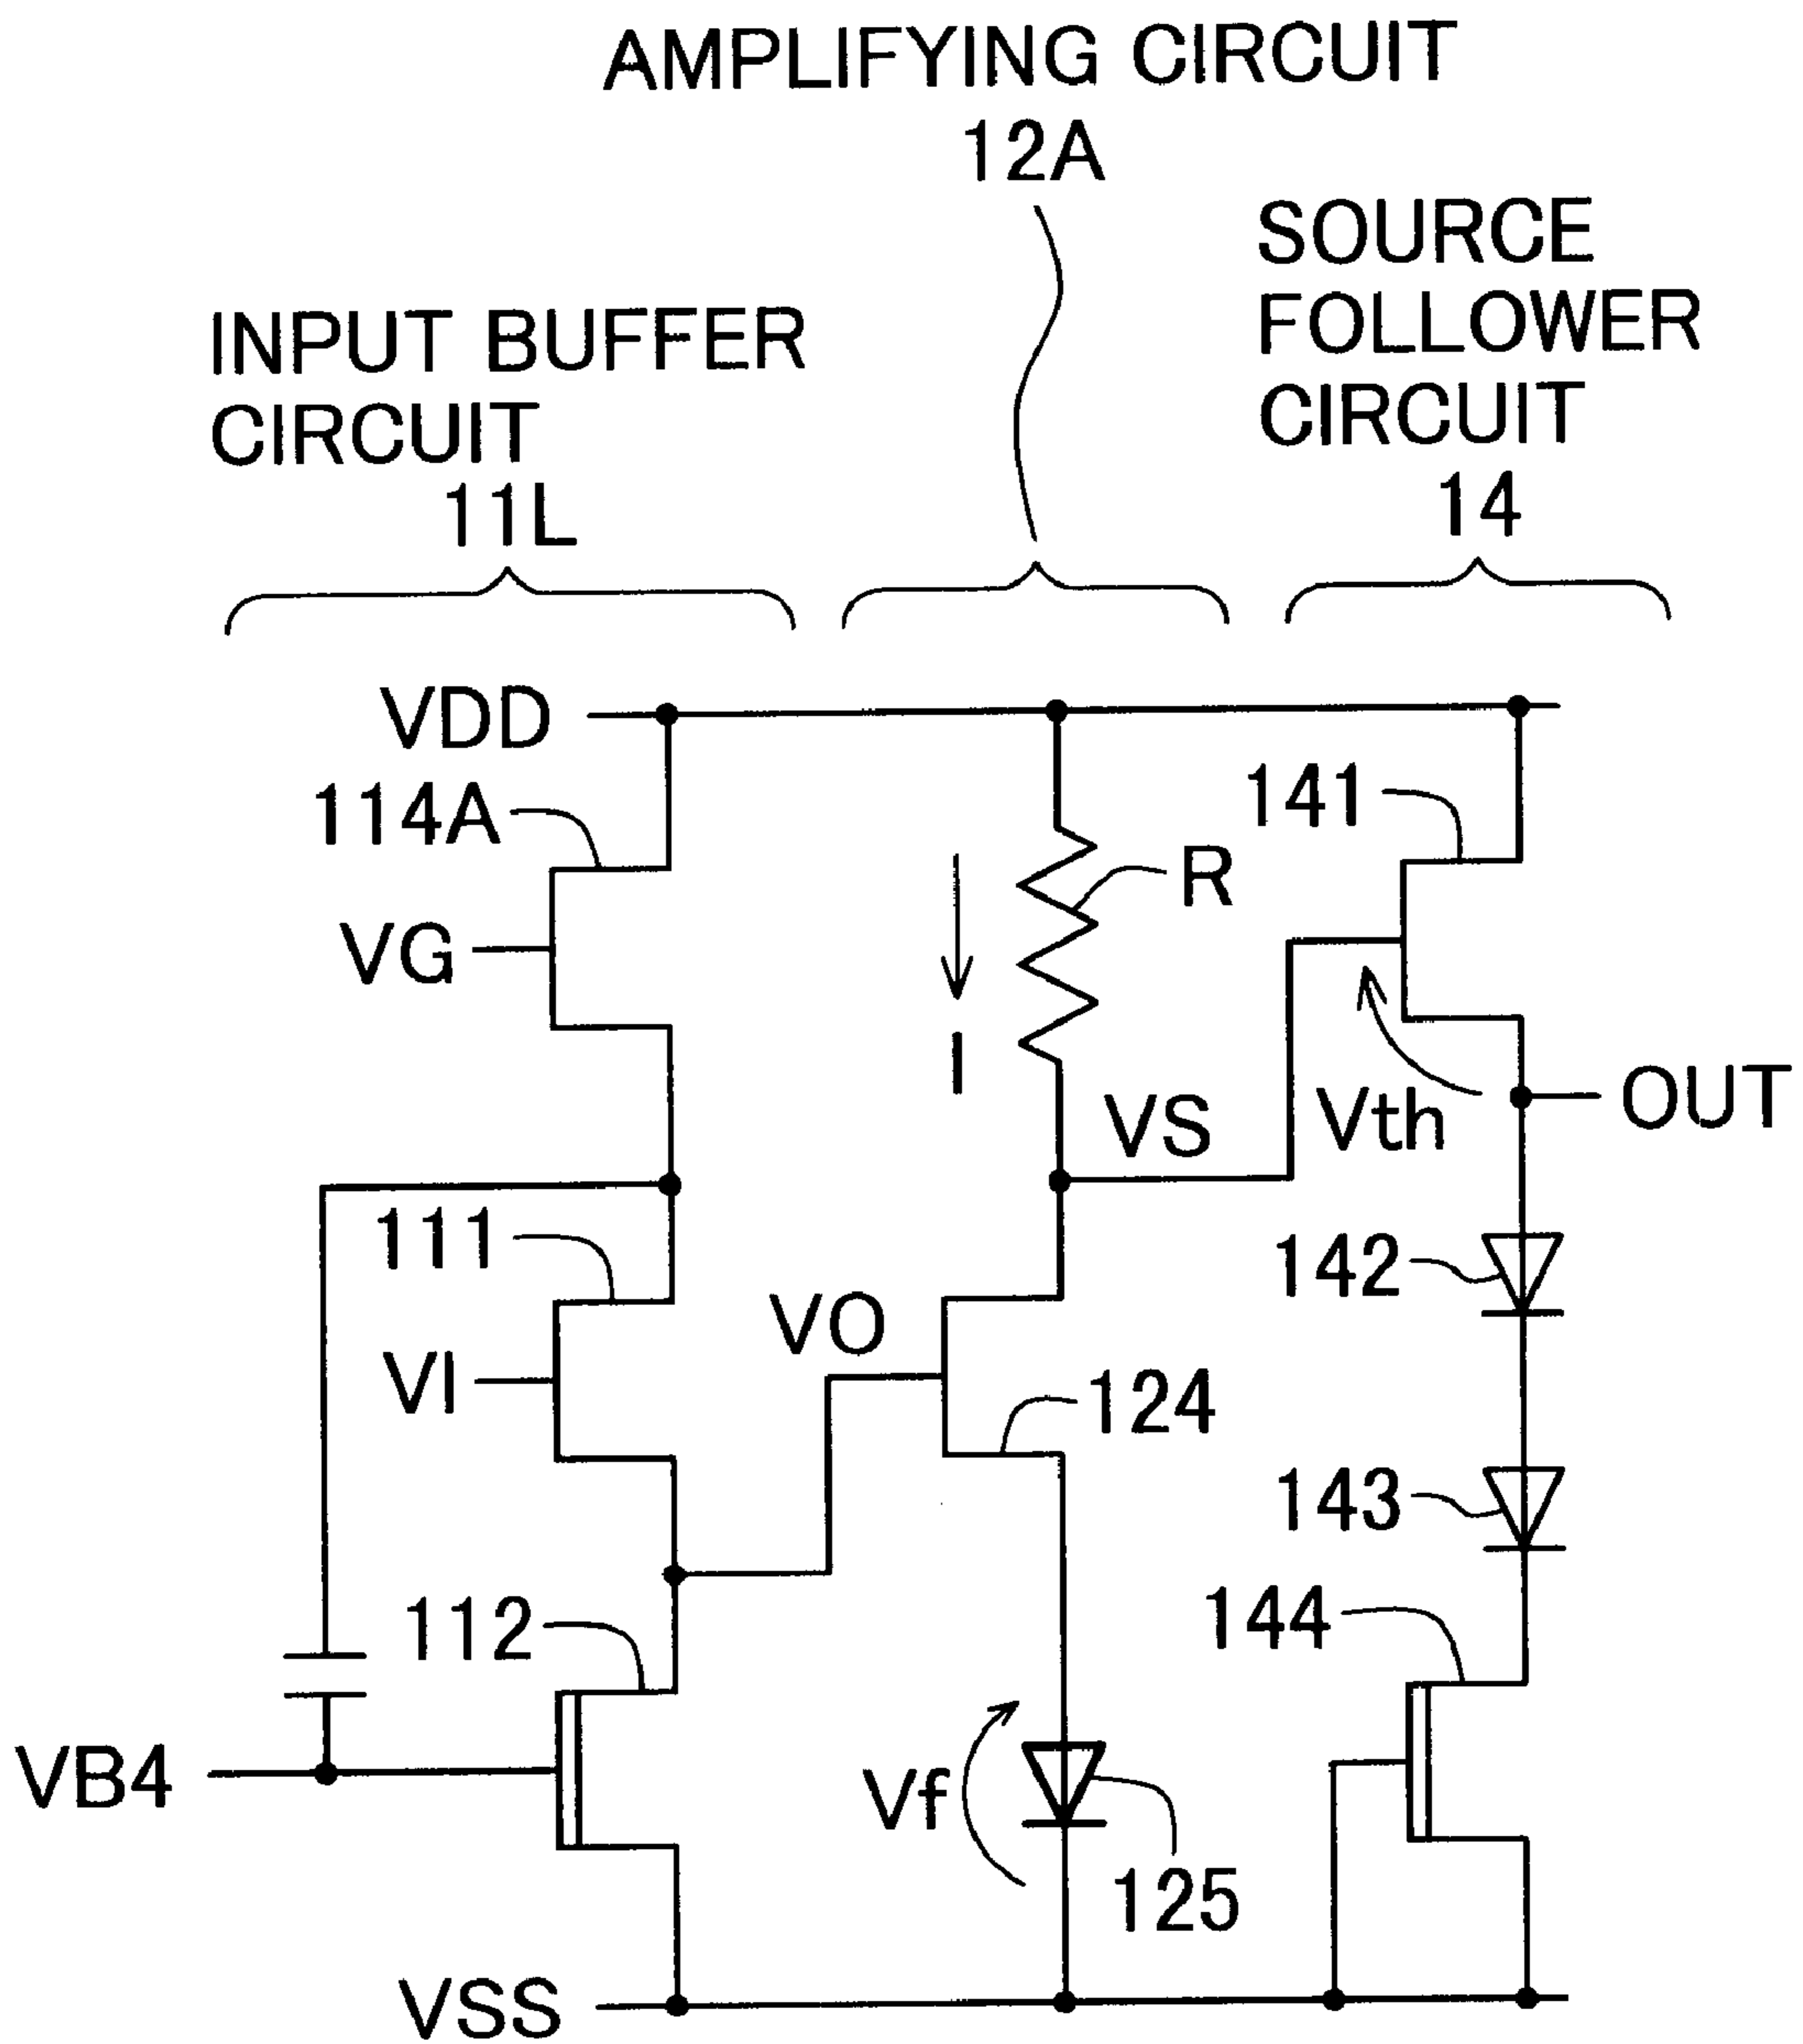 AMPLIFYING CIRCUIT
12A
SOURCE
FOLLOWER
CIRCUIT
14
INPUT BUFFER
CIRCUIT
11L
VDD
114A
141
R
VG
I
VS
Vth
OUT
111
142
VO
VI
124
143
112
144
VB4
Vf
125
VSS